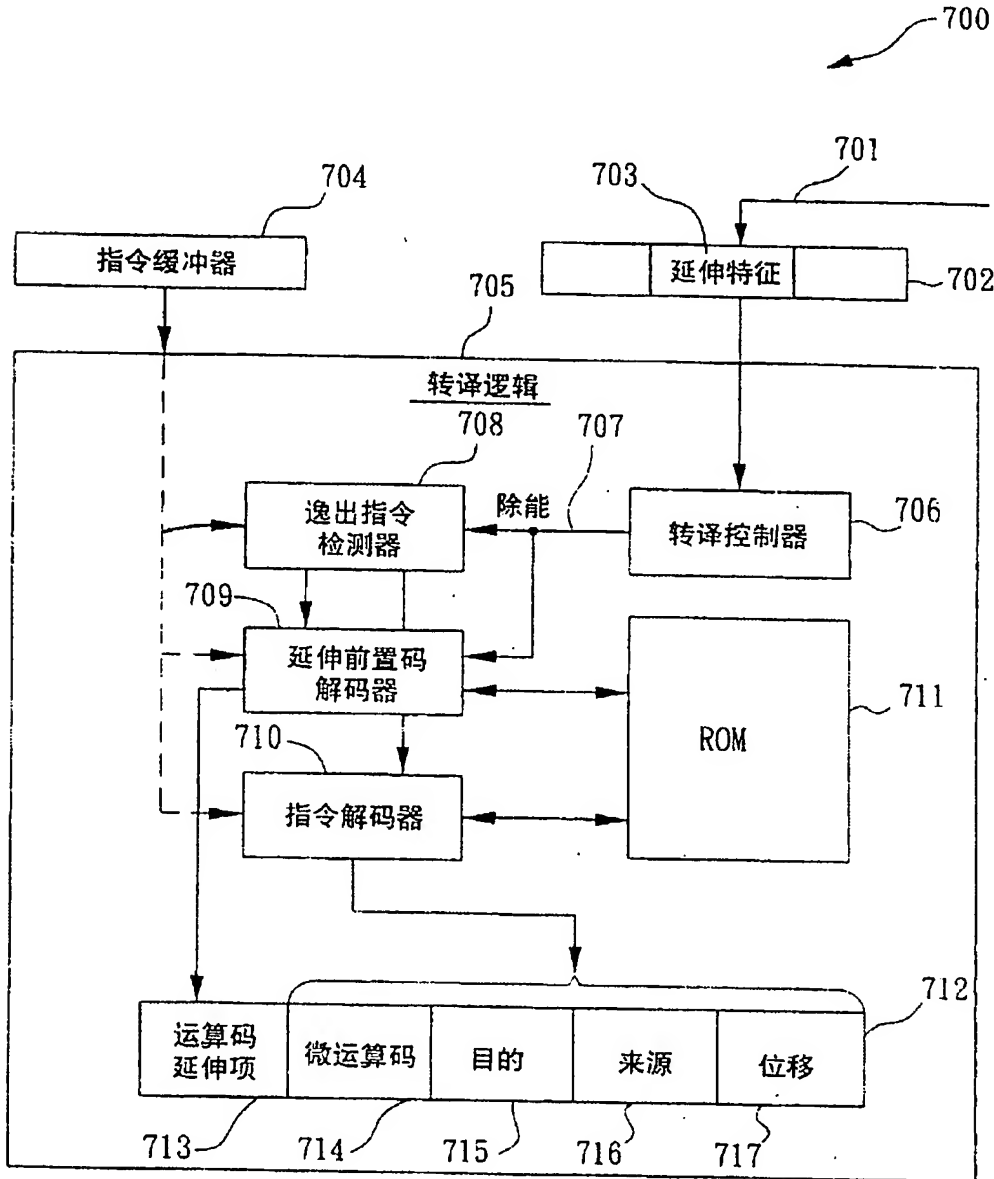 700
701
704
703
指令缓冲器
延伸特征
702
705
转译逻辑
708
707
逸出指令
检测器
除能
转译控制器
706
709
延伸前置码
解码器
711
ROM
710
指令解码器
712
运算码
延伸项
微运算码
目的
来源
位移
713
714
715
716
717